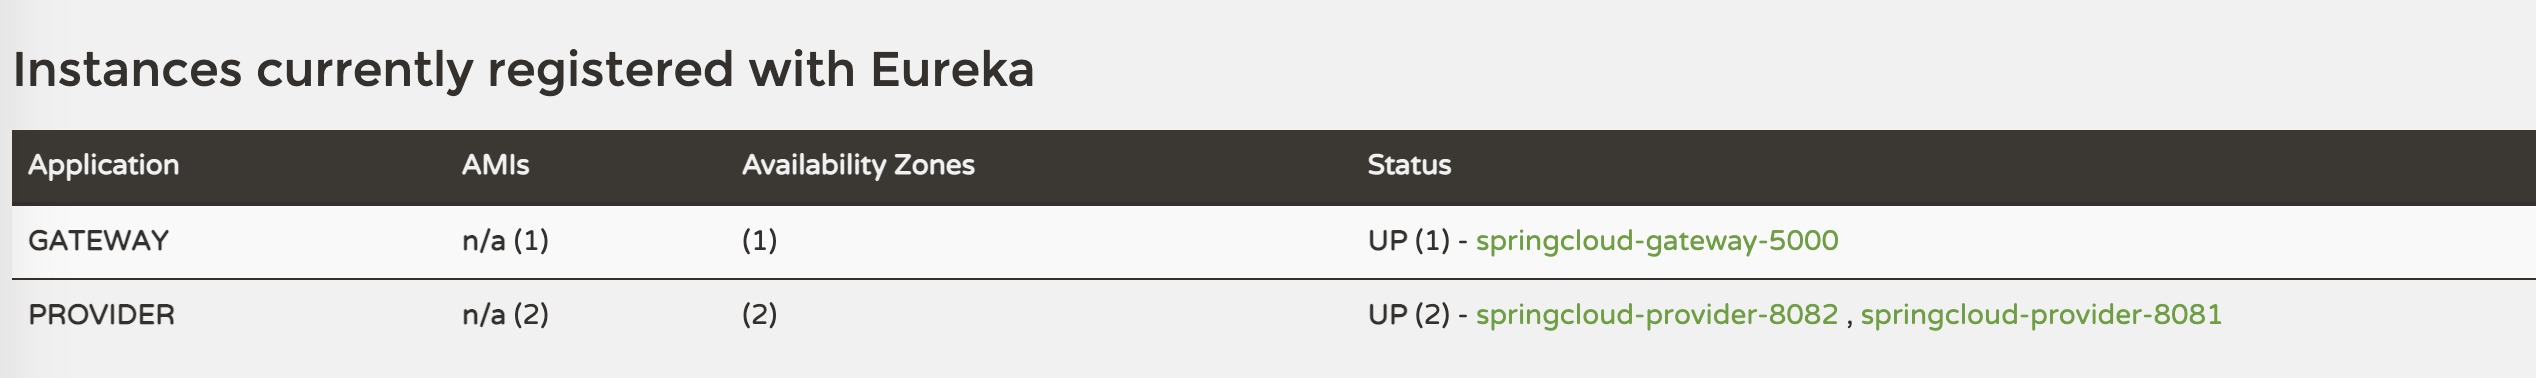 Instances currently registered with Eureka
Application AMIs Availability Zones Status
GATEWAY n/a (1) (1) UP (1) - springcloud-gateway-5000
PROVIDER n/a (2) (2) UP (2) - springcloud-provider-8082 , springcloud-provider-8081